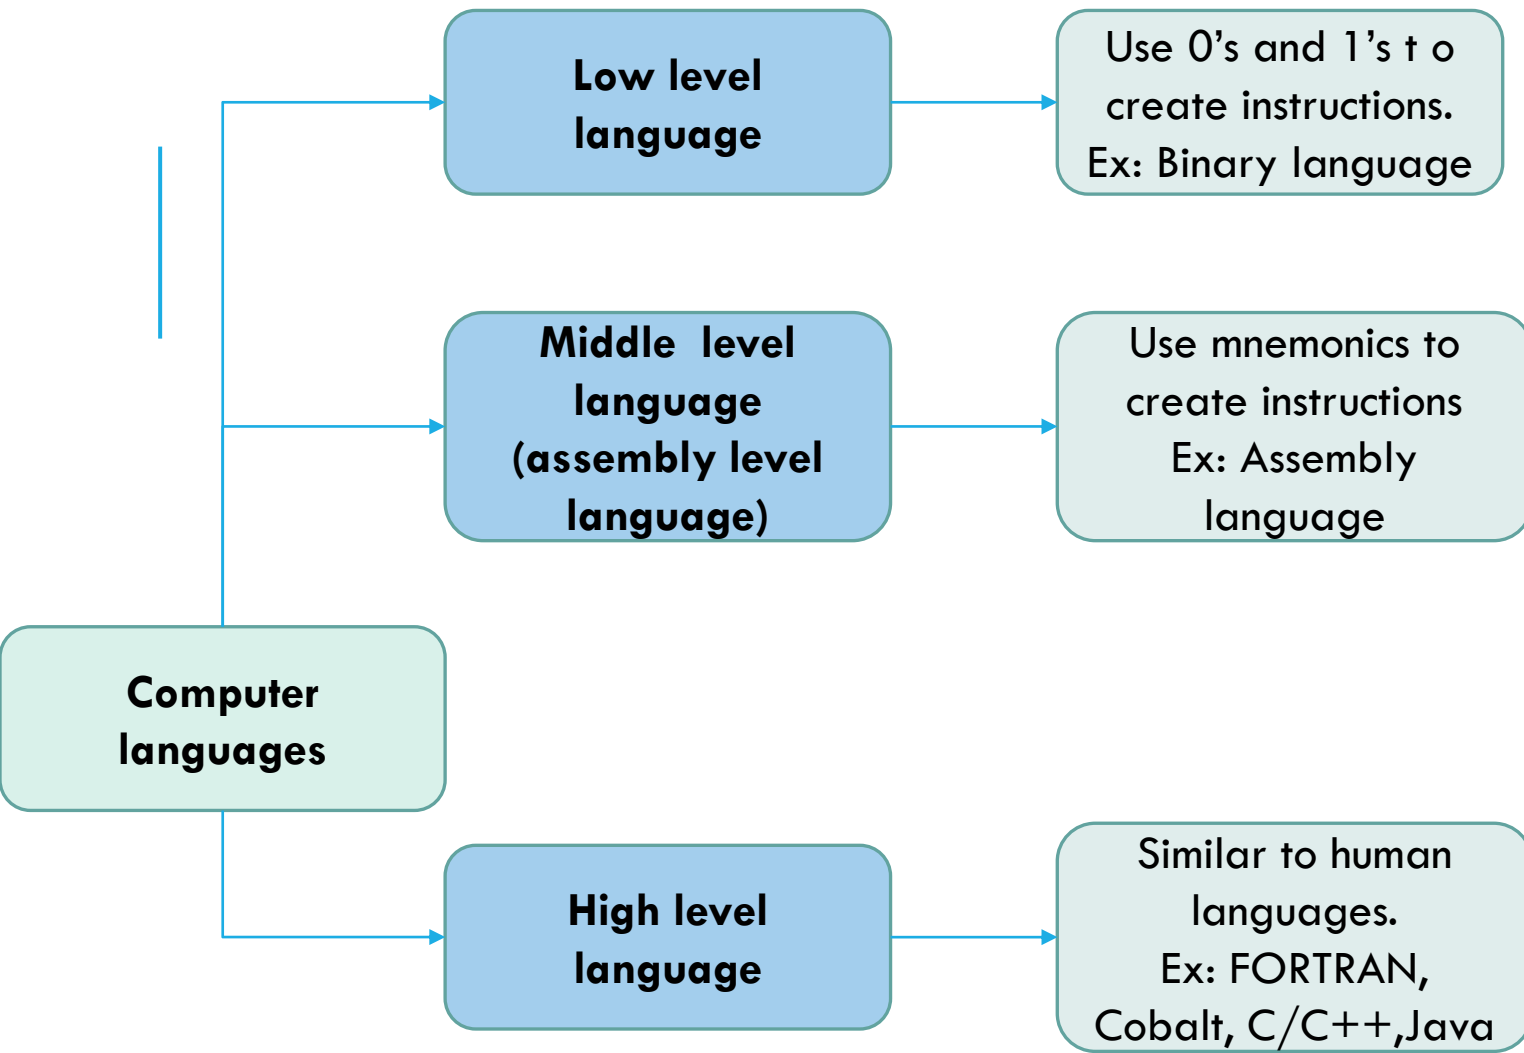 Low level
language
Use 0's and 1's t o
create instructions.
Ex: Binary language
Middle level
language
(assembly level
language)
Use mnemonics to
create instructions
Ex: Assembly
language
Computer
languages
High level
language
Similar to human
languages.
Ex: FORTRAN,
Cobalt, C/C++,Java